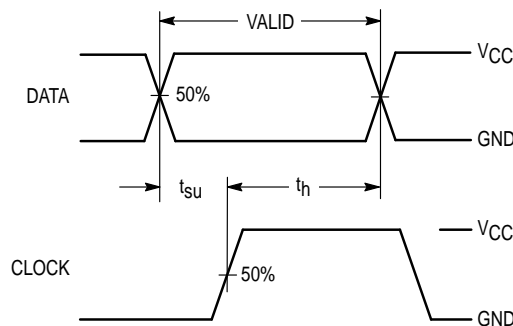 VALID
DATA
50%
VCC
GND
tsu
th
CLOCK
50%
VCC
GND